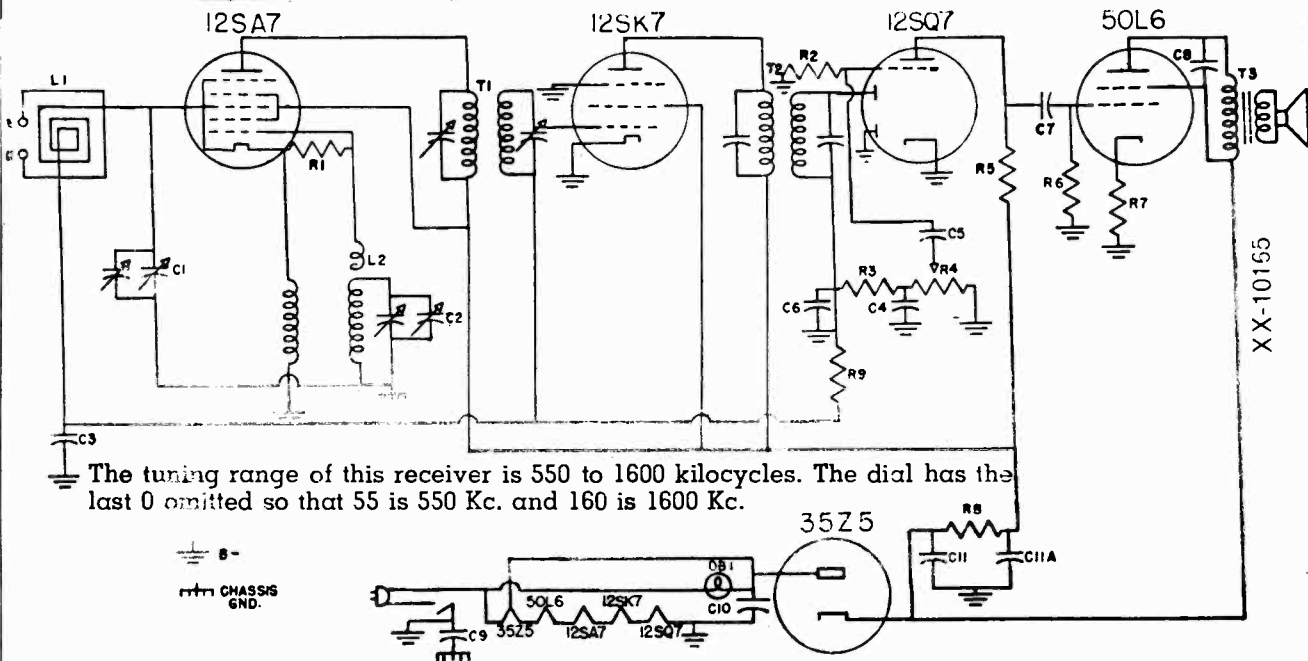 12SA7
12SK7
12SQ7
50L6
L1
T1
T2
R2
C8
T3
R1
C7
R5
R6
R7
C1
L2
C2
C5
R3
R4
C6
C4
R9
XX-10165
C3
The tuning range of this receiver is 550 to 1600 kilocycles. The dial has the
last 0 omitted so that 55 is 550 Kc. and 160 is 1600 Kc.
B-
CHASSIS
GND.
35Z5
R8
C11
C11A
DB1
C10
50L6
12SK7
35Z5
12SA7
12SQ7
C9